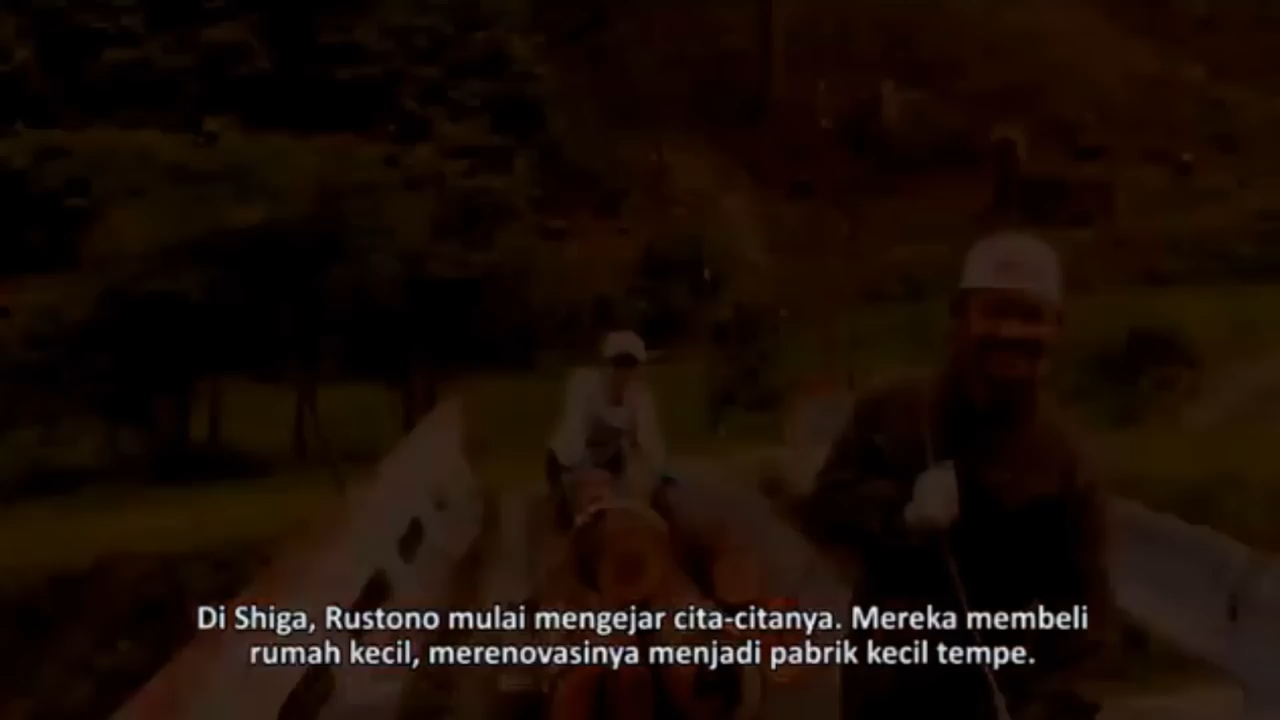 Di Shiga, Rustono mulai mengejar cita-citanya. Mereka membeli
rumah kecil, merenovasinya menjadi pabrik kecil tempe.